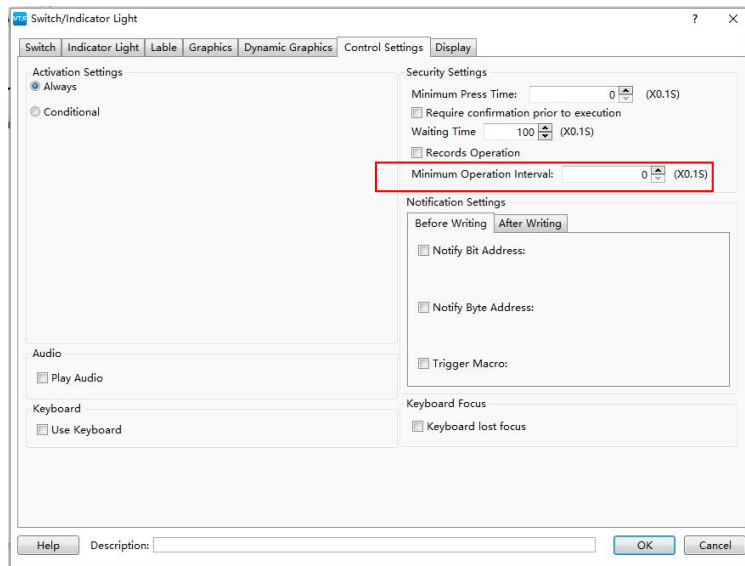 VT.S Switch/Indicator Light ? X
Switch Indicator Light Lable Graphics Dynamic Graphics Control Settings Display
Activation Settings
Always
Conditional
Security Settings
Minimum Press Time: 0 (X0.1S)
Require confirmation prior to execution
Waiting Time 100 (X0.1S)
Records Operation
Minimum Operation Interval: 0 (X0.1S)
Notification Settings
Before Writing After Writing
Notify Bit Address:
Notify Byte Address:
Trigger Macro:
Audio
Play Audio
Keyboard
Use Keyboard
Keyboard Focus
Keyboard lost focus
Help Description: OK Cancel